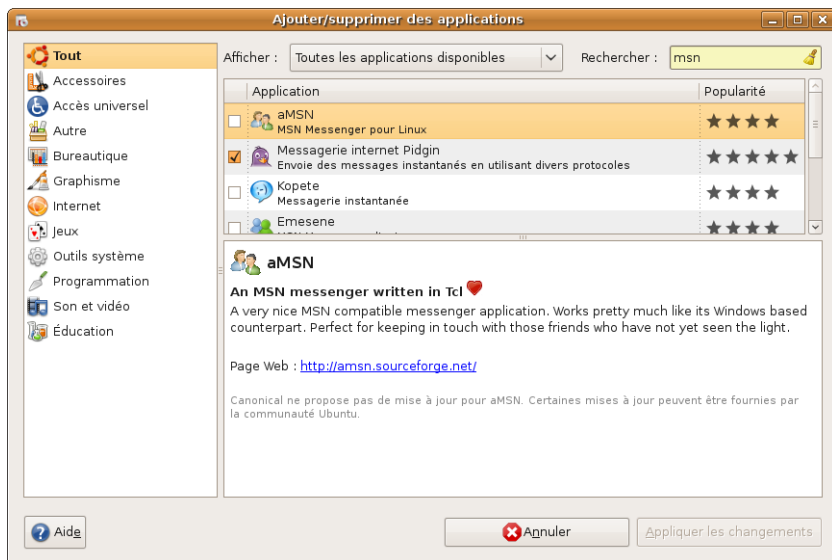 Ajouter/supprimer des applications
Tout
Accessoires
Accès universel
Autre
Bureautique
Graphisme
Internet
Jeux
Outils système
Programmation
Son et vidéo
Éducation
Afficher : Toutes les applications disponibles Rechercher : msn
Application Popularité
aMSN
MSN Messenger pour Linux
Messagerie internet Pidgin
Envoie des messages instantanés en utilisant divers protocoles
Kopete
Messagerie instantanée
Emesene
aMSN
An MSN messenger written in Tcl
A very nice MSN compatible messenger application. Works pretty much like its Windows based
counterpart. Perfect for keeping in touch with those friends who have not yet seen the light.
Page Web : http://amsn.sourceforge.net/
Canonical ne propose pas de mise à jour pour aMSN. Certaines mises à jour peuvent être fournies par
la communauté Ubuntu.
Aide Annuler Appliquer les changements